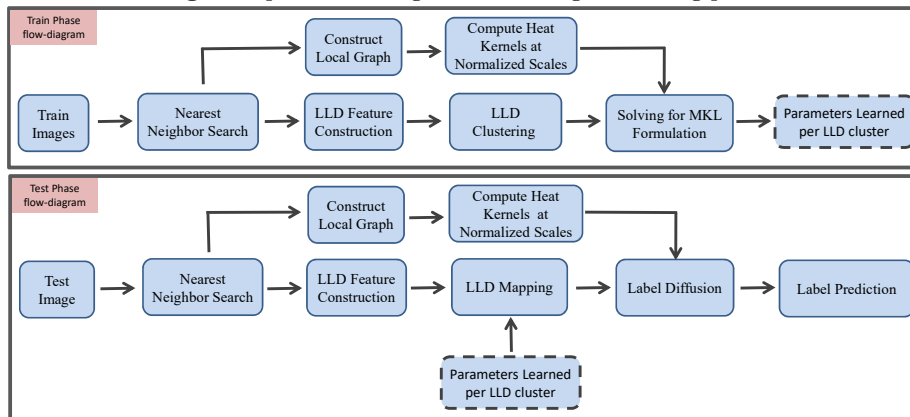 Train Phase
flow-diagram
Construct
Local Graph
Compute Heat
Kernels at
Normalized Scales
Train
Images
Nearest
Neighbor Search
LLD Feature
Construction
LLD
Clustering
Solving for MKL
Formulation
Parameters Learned
per LLD cluster
Test Phase
flow-diagram
Construct
Local Graph
Compute Heat
Kernels at
Normalized Scales
Test
Image
Nearest
Neighbor Search
LLD Feature
Construction
LLD Mapping
Label Diffusion
Label Prediction
Parameters Learned
per LLD cluster